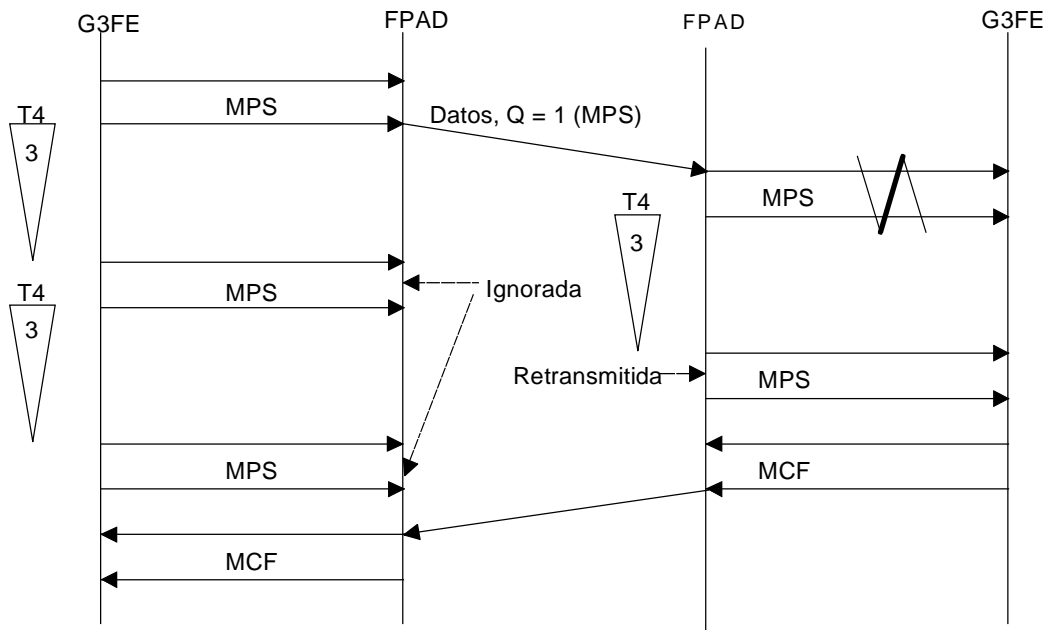 G3FE
FPAD
FPAD
G3FE
T4
3
MPS
Datos, Q = 1 (MPS)
MPS
T4
3
T4
3
MPS
Ignorada
Retransmitida
MPS
MPS
MCF
MCF